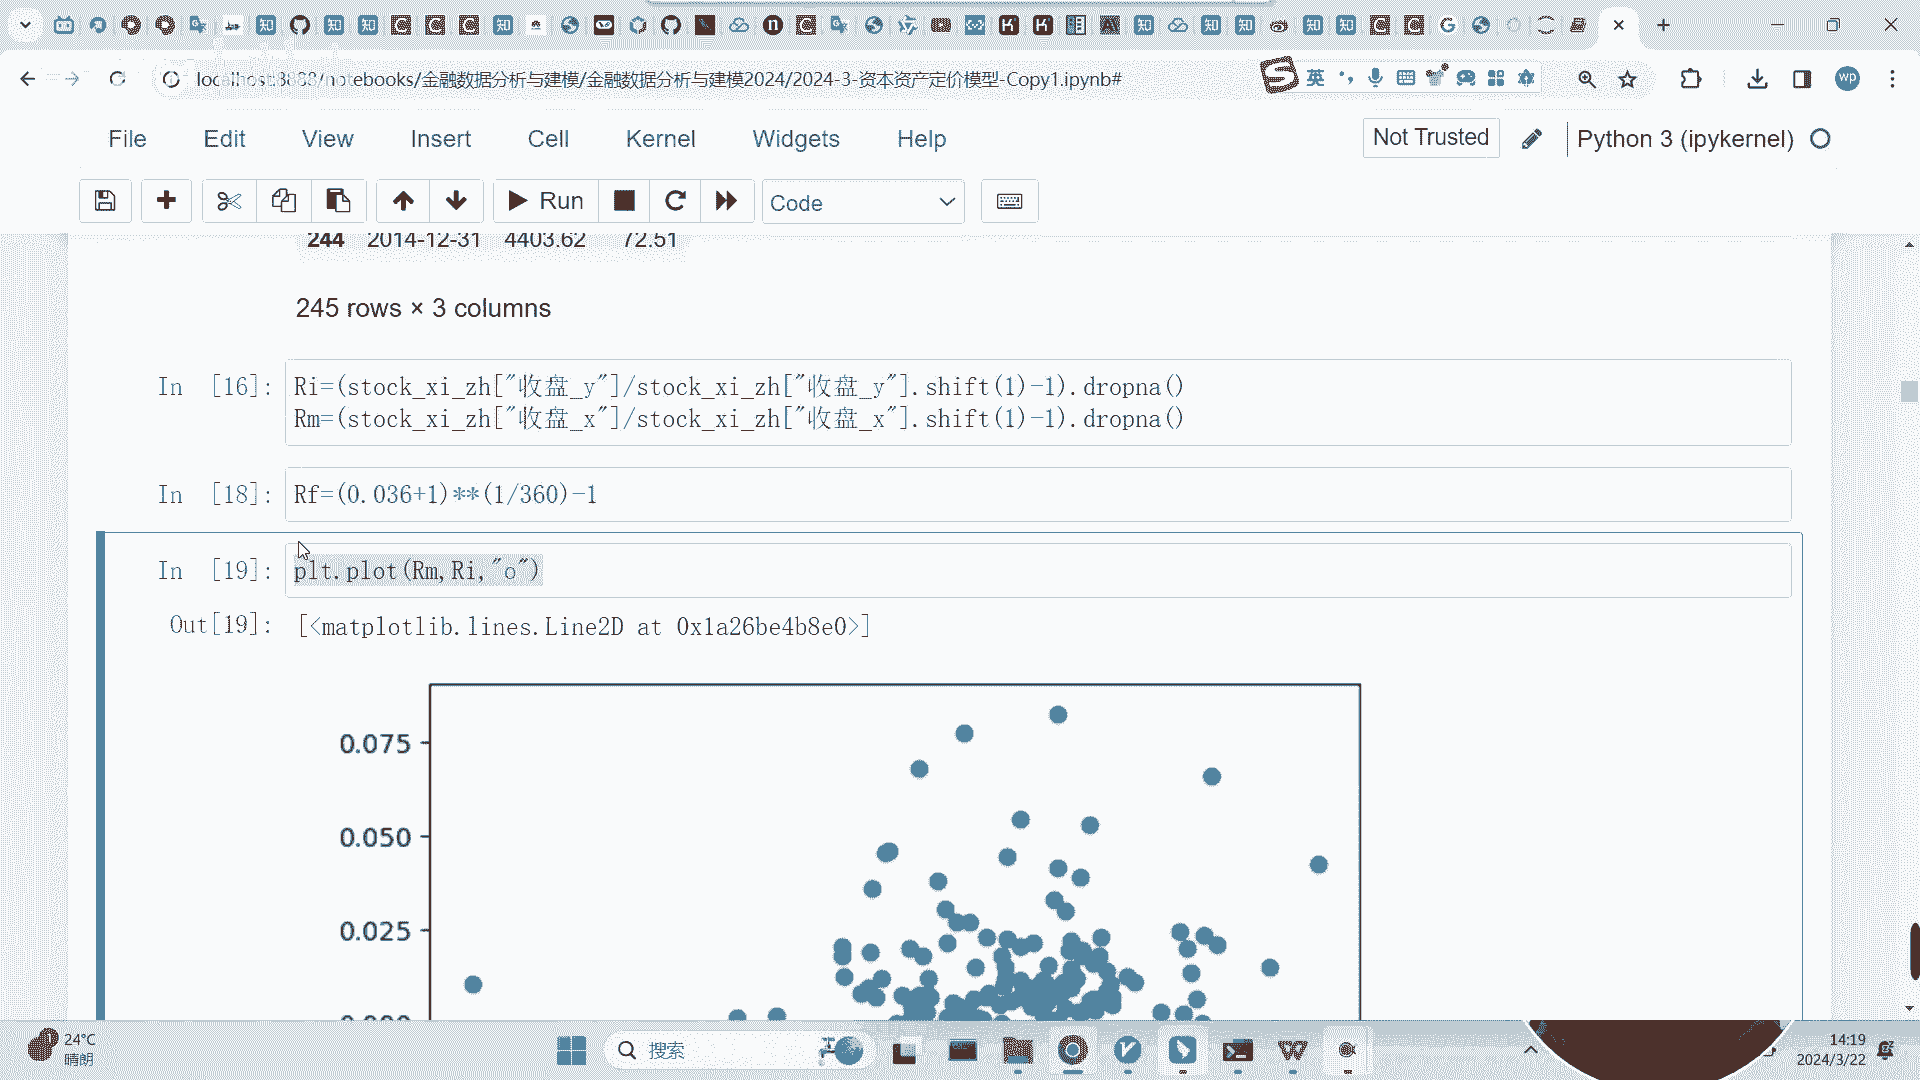 localhost:8888/notebooks/金融数据分析与建模/金融数据分析与建模2024/2024-3-资本资产定价模型-Copy1.ipynb#
英
wp
File Edit View Insert Cell Kernel Widgets Help
Not Trusted
Python 3 (ipykernel)
Run
Code
244 2014-12-31 4403.62 72.51
245 rows × 3 columns
In [16]:
Ri=(stock_xi_zh["收盘_y"]/stock_xi_zh["收盘_y"].shift(1)-1).dropna()
Rm=(stock_xi_zh["收盘_x"]/stock_xi_zh["收盘_x"].shift(1)-1).dropna()
In [18]:
Rf=(0.036+1)**(1/360)-1
In [19]:
plt.plot(Rm,Ri,"o")
Out[19]:
[<matplotlib.lines.Line2D at 0x1a26be4b8e0>]
0.075
0.050
0.025
24°C
晴朗
搜索
14:19
2024/3/22